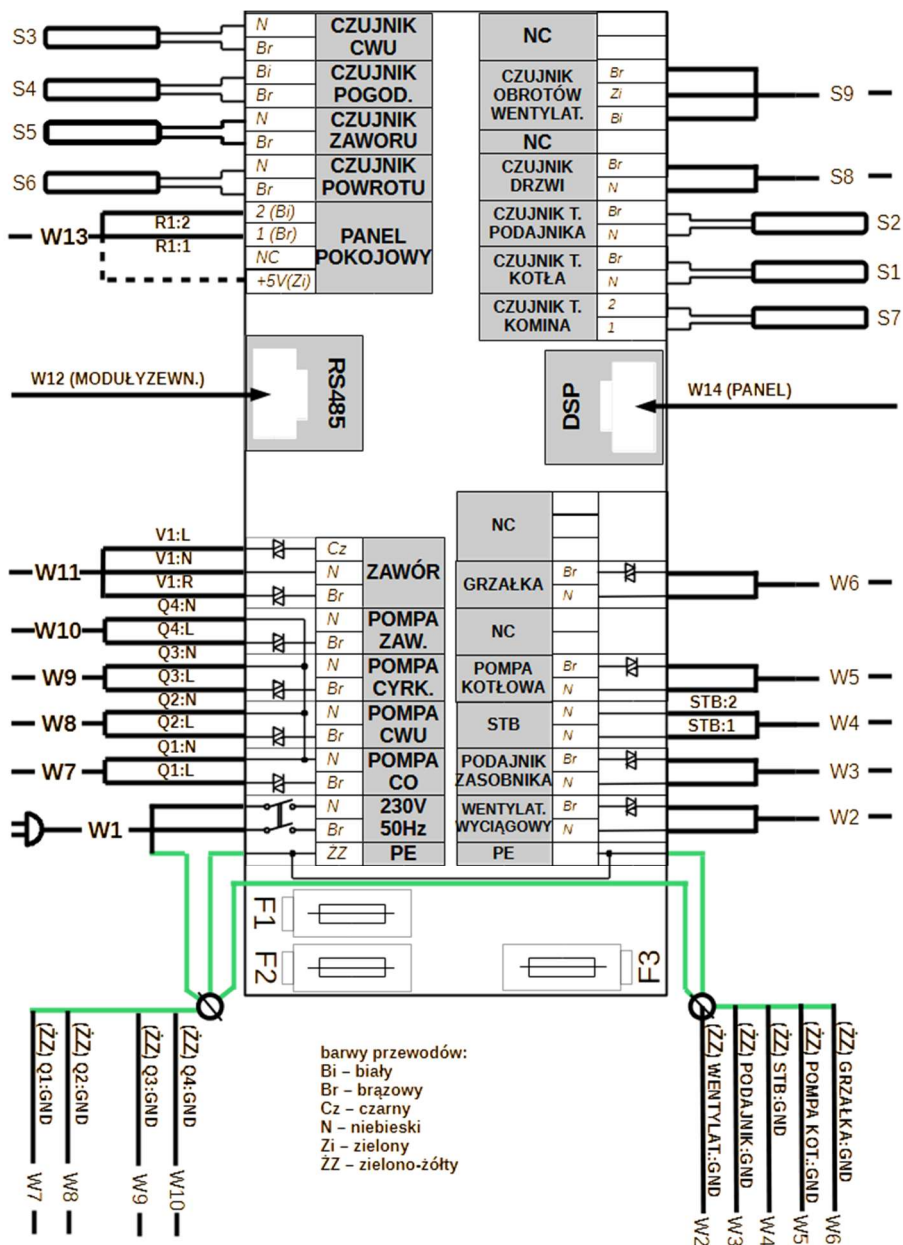 S3
N
Br
CZUJNIK
CWU
S4
Bi
Br
CZUJNIK
POGOD.
S5
N
Br
CZUJNIK
ZAWORU
S6
N
Br
CZUJNIK
POWROTU
W13
R1:2
R1:1
2 (Bi)
1 (Br)
NC
+5V(Zi)
PANEL
POKOJOWY
NC
CZUJNIK
OBROTÓW
WENTYLAT.
Br
Zi
Bi
S9
NC
CZUJNIK
DRZWI
Br
N
S8
CZUJNIK T.
PODAJNIKA
Br
N
S2
CZUJNIK T.
KOTŁA
Br
N
S1
CZUJNIK T.
KOMINA
2
1
S7
W12 (MODUŁYZEWN.)
RS485
DSP
W14 (PANEL)
W11
V1:L
V1:N
V1:R
Cz
N
Br
ZAWÓR
W10
Q4:N
Q4:L
N
Br
POMPA
ZAW.
W9
Q3:N
Q3:L
N
Br
POMPA
CYRK.
W8
Q2:N
Q2:L
N
Br
POMPA
CWU
W7
Q1:N
Q1:L
N
Br
POMPA
CO
W1
N
Br
230V
50Hz
ŻZ
PE
NC
GRZAŁKA
Br
N
W6
NC
POMPA
KOTŁOWA
Br
N
W5
STB
N
N
STB:2
STB:1
W4
PODAJNIK
ZASOBNIKA
Br
N
W3
WENTYLAT.
WYCIĄGOWY
Br
N
W2
PE
F1
F2
F3
(ŻZ) Q1:GND
W7
(ŻZ) Q2:GND
W8
(ŻZ) Q3:GND
W9
(ŻZ) Q4:GND
W10
barwy przewodów:
Bi – biały
Br – brązowy
Cz – czarny
N – niebieski
Zi – zielony
ŻZ – zielono-żółty
(ŻZ) WENTYLAT.:GND
W2
(ŻZ) PODAJNIK:GND
W3
(ŻZ) STB:GND
W4
(ŻZ) POMPA KOT.:GND
W5
(ŻZ) GRZAŁKA:GND
W6